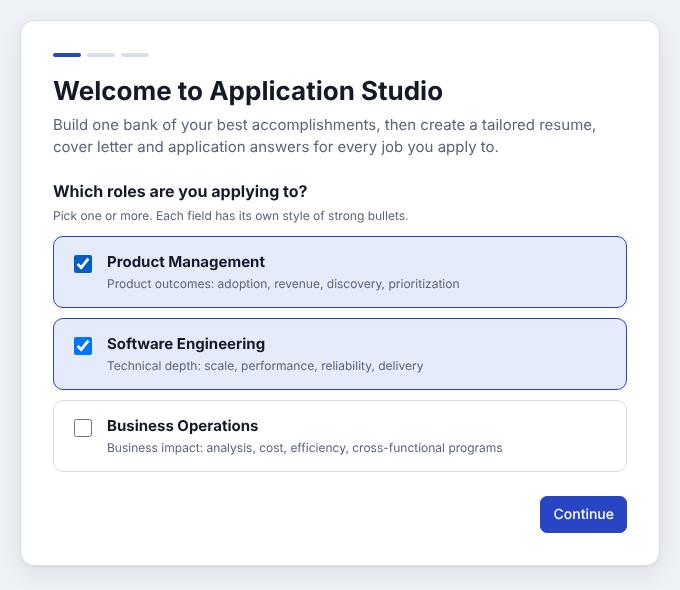 Welcome to Application Studio
Build one bank of your best accomplishments, then create a tailored resume,
cover letter and application answers for every job you apply to.
Which roles are you applying to?
Pick one or more. Each field has its own style of strong bullets.
Product Management
Product outcomes: adoption, revenue, discovery, prioritization
Software Engineering
Technical depth: scale, performance, reliability, delivery
Business Operations
Business impact: analysis, cost, efficiency, cross-functional programs
Continue